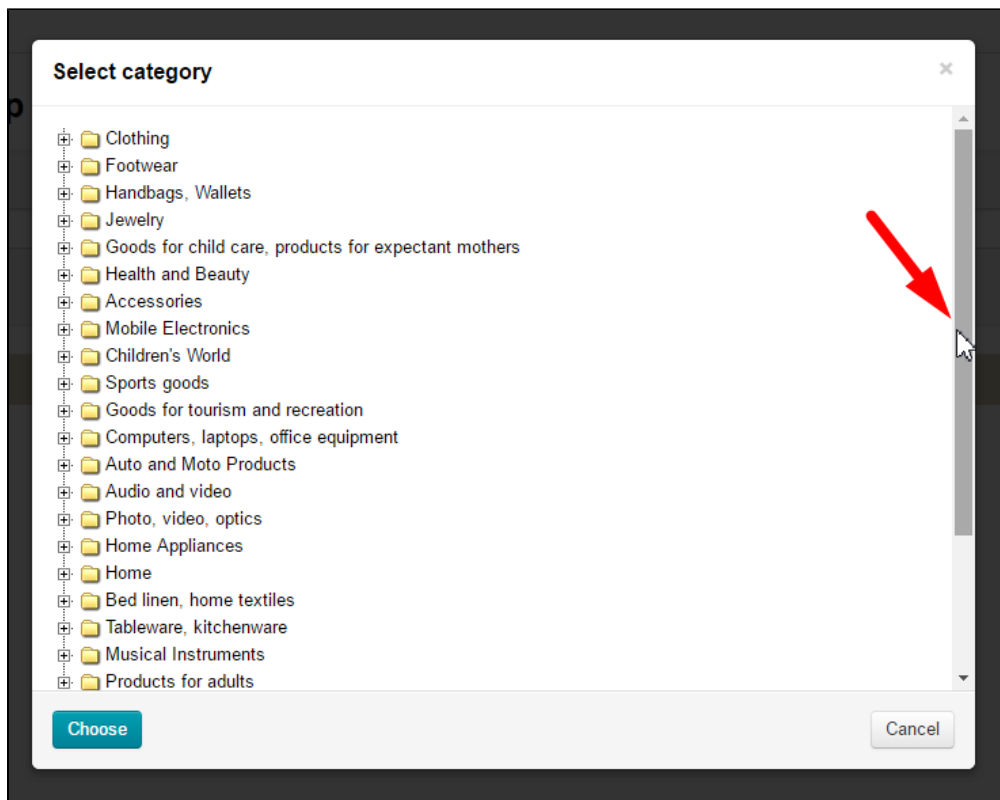 Select category
×
p
Clothing
Footwear
Handbags, Wallets
Jewelry
Goods for child care, products for expectant mothers
Health and Beauty
Accessories
Mobile Electronics
Children's World
Sports goods
Goods for tourism and recreation
Computers, laptops, office equipment
Auto and Moto Products
Audio and video
Photo, video, optics
Home Appliances
Home
Bed linen, home textiles
Tableware, kitchenware
Musical Instruments
Products for adults
Choose
Cancel